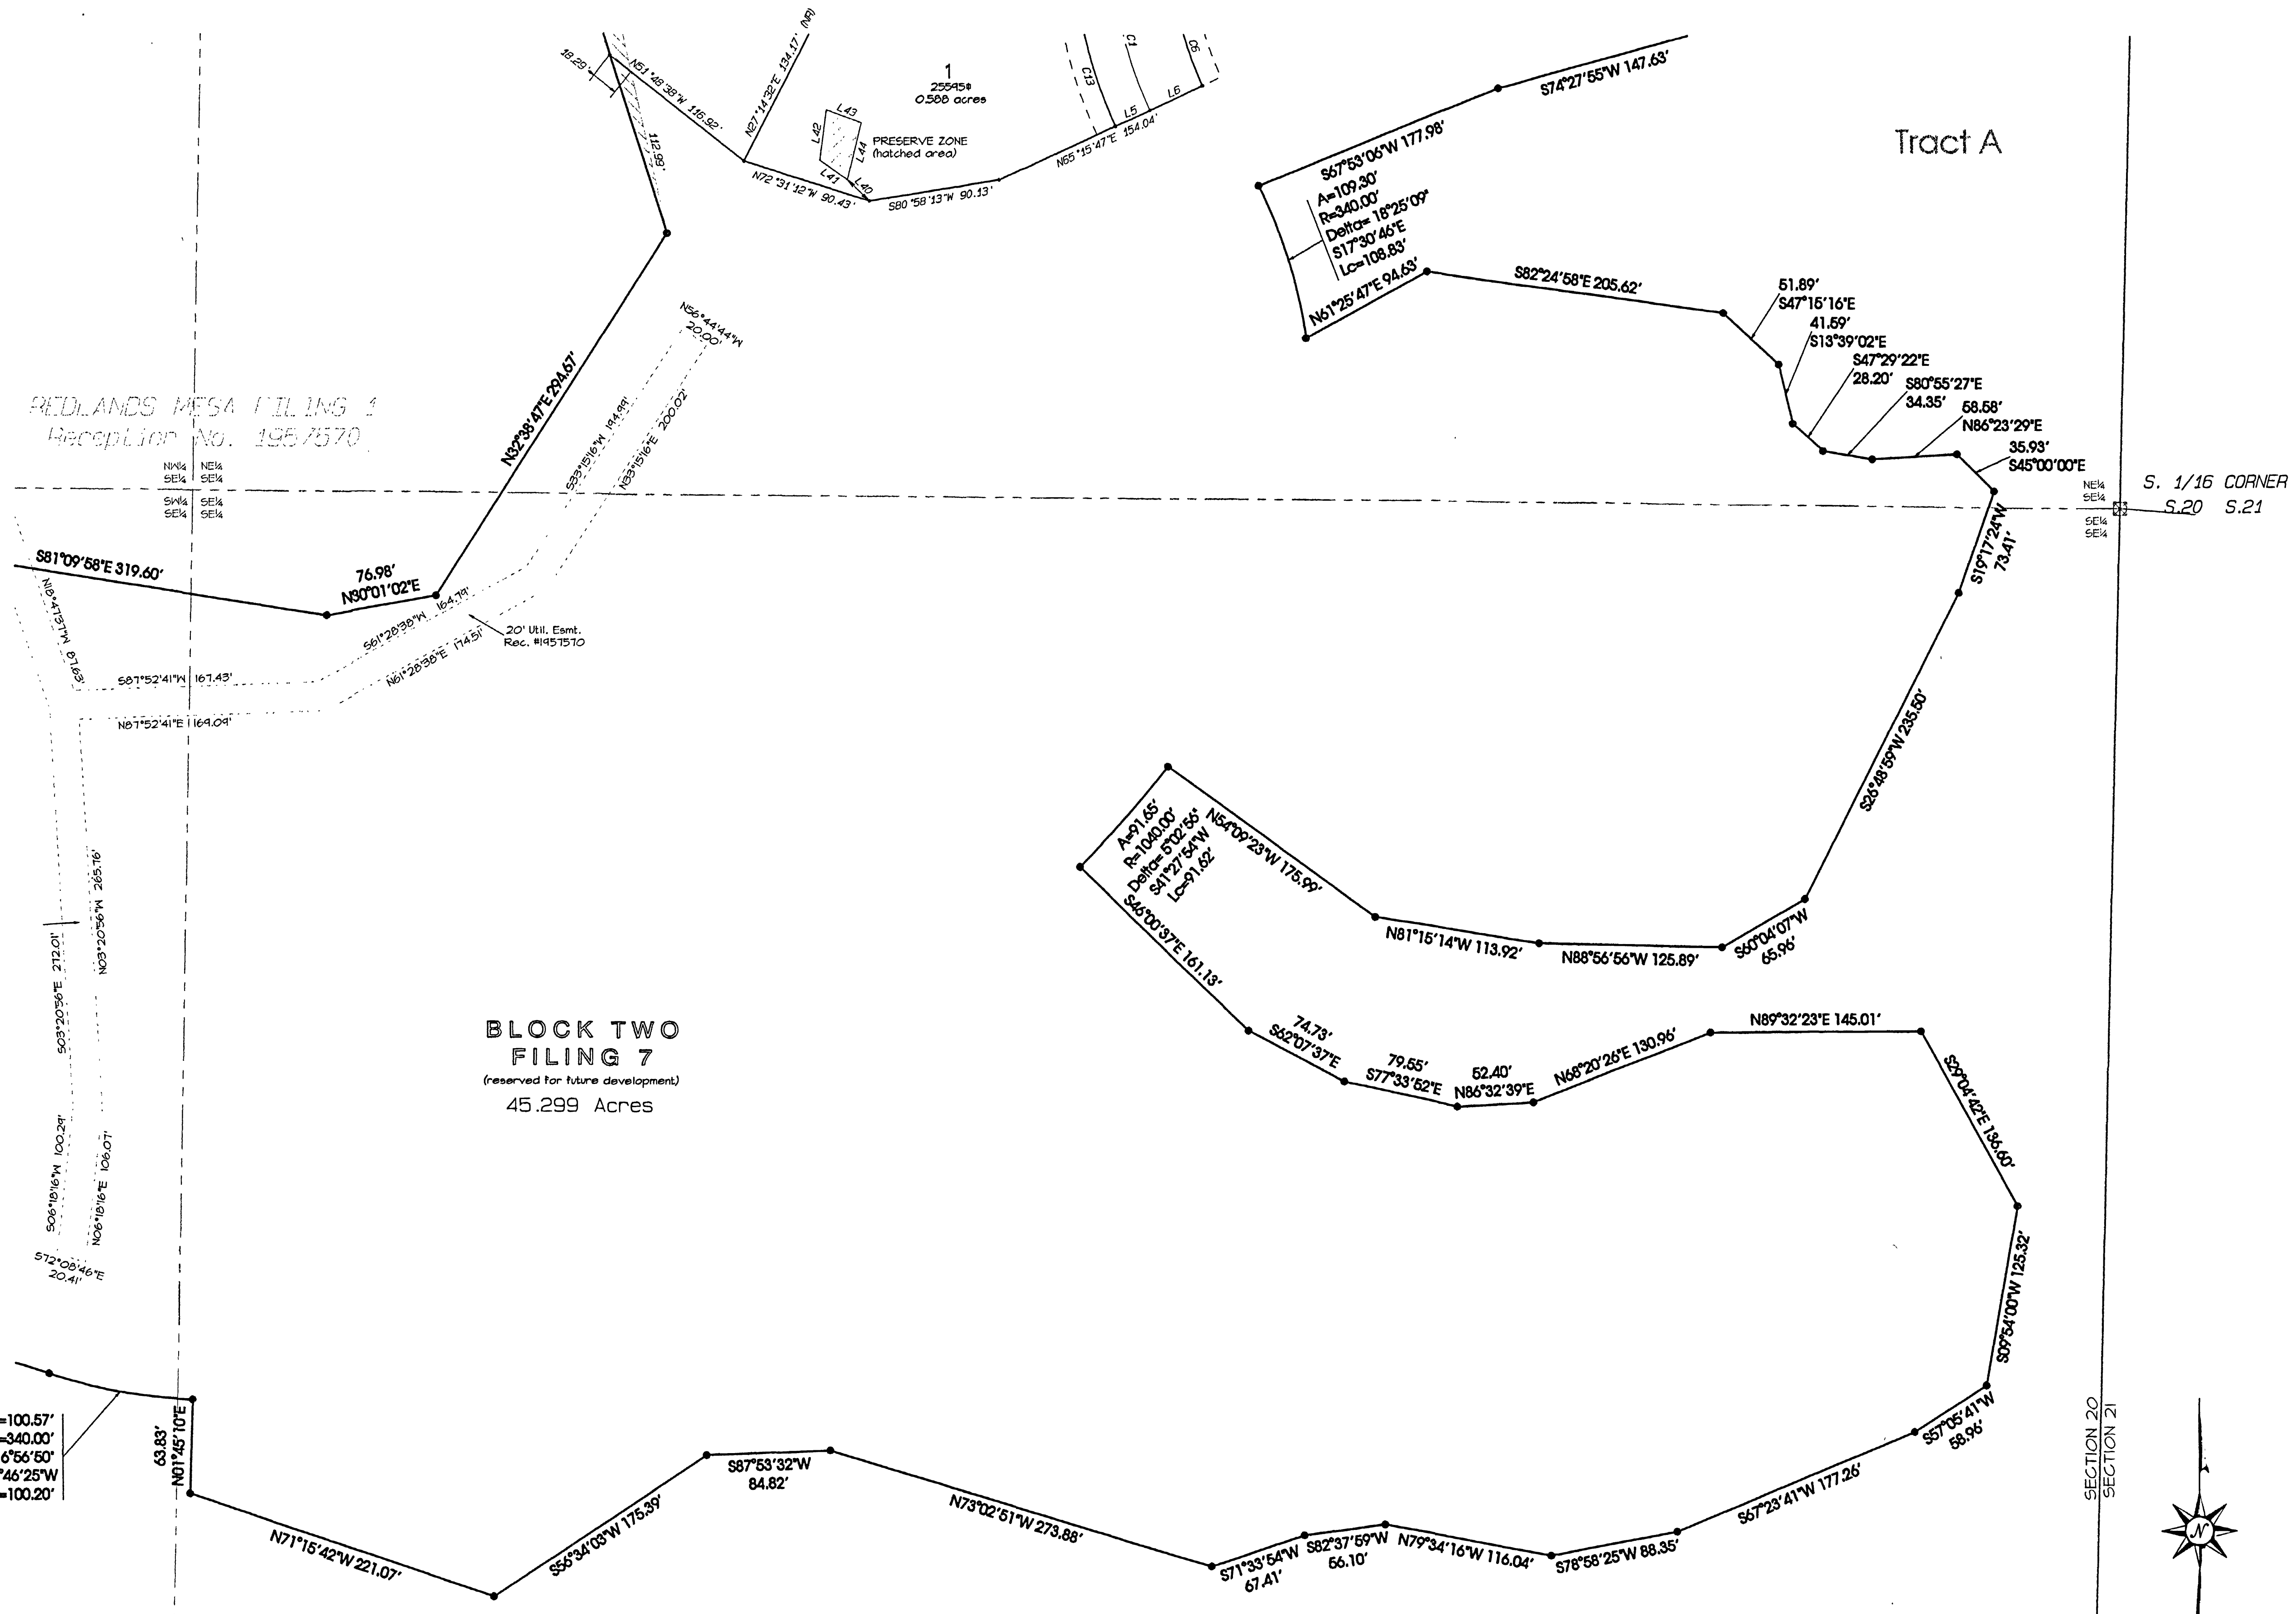 18.29'
N51°48'38"W 116.92'
N27°14'32"E 134.17' (NR)
112.98'
1
25595⌀
0.588 acres
L43
L42
L44
L41
L40
PRESERVE ZONE
(hatched area)
N72°31'12"W 90.43'
S80°58'13"W 90.13'
N65°15'47"E 154.04'
C13
C1
C6
L5
L6
S74°27'55"W 147.63'
Tract A
S67°53'06"W 177.98'
A=109.30'
R=340.00'
Delta= 18°25'09"
S17°30'46"E
Lc=108.83'
N61°25'47"E 94.63'
S82°24'58"E 205.62'
51.89'
S47°15'16"E
41.59'
S13°39'02"E
S47°29'22"E
28.20'
S80°55'27"E
34.35'
58.58'
N86°23'29"E
35.93'
S45°00'00"E
N56°44'44"W
20.00'
N32°38'47"E 294.67'
S33°15'16"W 194.99'
N33°15'16"E 200.02'
REDLANDS MESA FILING 1
Reception No. 1957570
NW¼ NE¼
SE¼ SE¼
SW¼ SE¼
SE¼ SE¼
NE¼
SE¼
S. 1/16 CORNER
S.20 S.21
SE¼
SE¼
S19°17'24"W
73.41'
S81°09'58"E 319.60'
76.98'
N30°01'02"E
N18°47'37"W 87.63'
S61°28'38"W 164.79'
20' Util. Esmt.
Rec. #1957570
N61°28'38"E 174.51'
S87°52'41"W 167.43'
N87°52'41"E 169.09'
S26°48'59"W 235.50'
A=91.65'
R=1040.00'
Delta= 5°02'56"
S41°27'54"W
Lc=91.62'
N54°09'23"W 175.99'
N03°20'56"W 265.76'
S03°20'56"E 272.01'
S46°00'37"E 161.13'
N81°15'14"W 113.92'
N88°56'56"W 125.89'
S60°04'07"W
65.96'
BLOCK TWO
FILING 7
(reserved for future development)
45.299 Acres
74.73'
S62°07'37"E
79.55'
S77°33'52"E
52.40'
N86°32'39"E
N68°20'26"E 130.96'
N89°32'23"E 145.01'
S29°04'42"E 136.60'
S06°18'16"W 100.29'
N06°18'16"E 106.07'
S72°08'46"E
20.41'
S09°54'00"W 125.32'
=100.57'
=340.00'
6°56'50"
°46'25"W
=100.20'
63.83'
N01°45'10"E
N71°15'42"W 221.07'
S56°34'03"W 175.39'
S87°53'32"W
84.82'
N73°02'51"W 273.88'
S71°33'54"W
67.41'
S82°37'59"W
56.10'
N79°34'16"W 116.04'
S78°58'25"W 88.35'
S67°23'41"W 177.26'
S57°05'41"W
58.96'
SECTION 20
SECTION 21
N